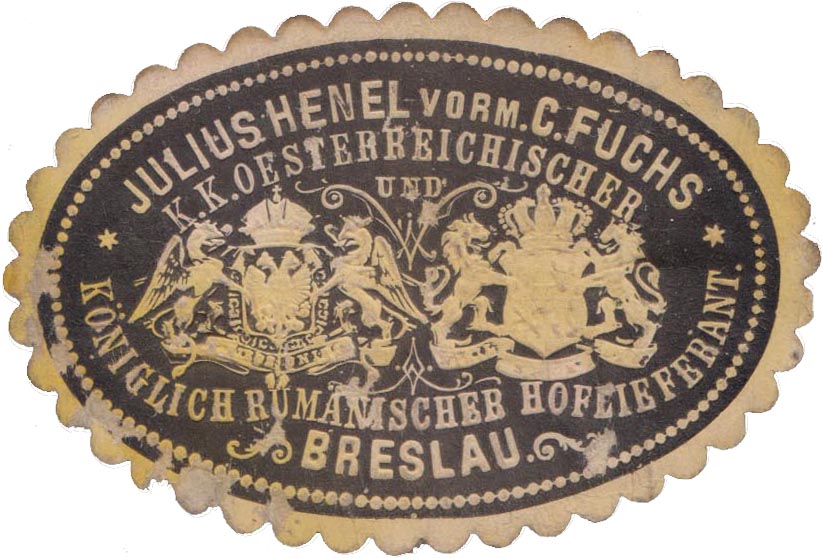 JULIUS HENEL VORM. C. FUCHS
K. K. OESTERREICHISCHER
UND
KÖNIGLICH RUMÄNISCHER HOFLIEFERANT.
BRESLAU.